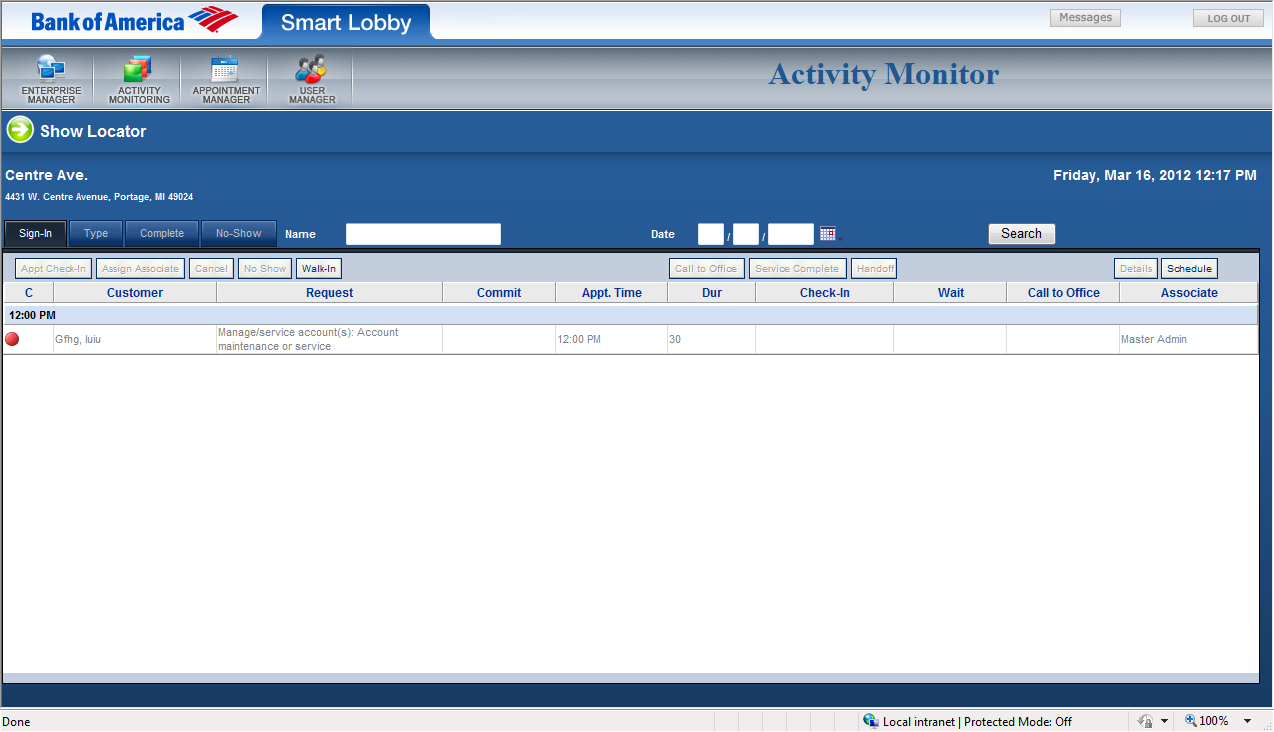 Bank of America
Smart Lobby
Messages
LOG OUT
ENTERPRISE
MANAGER
ACTIVITY
MONITORING
APPOINTMENT
MANAGER
USER
MANAGER
Activity Monitor
Show Locator
Centre Ave.
Friday, Mar 16, 2012 12:17 PM
4431 W. Centre Avenue, Portage, MI 49024
Sign-In Type Complete No-Show Name Date / / Search
Appt Check-In Assign Associate Cancel No Show Walk-In Call to Office Service Complete Handoff Details Schedule
C Customer Request Commit Appt. Time Dur Check-In Wait Call to Office Associate
12:00 PM
Gfhg, Iuiu Manage/service account(s): Account 12:00 PM 30 Master Admin
maintenance or service
Done Local intranet | Protected Mode: Off 100%